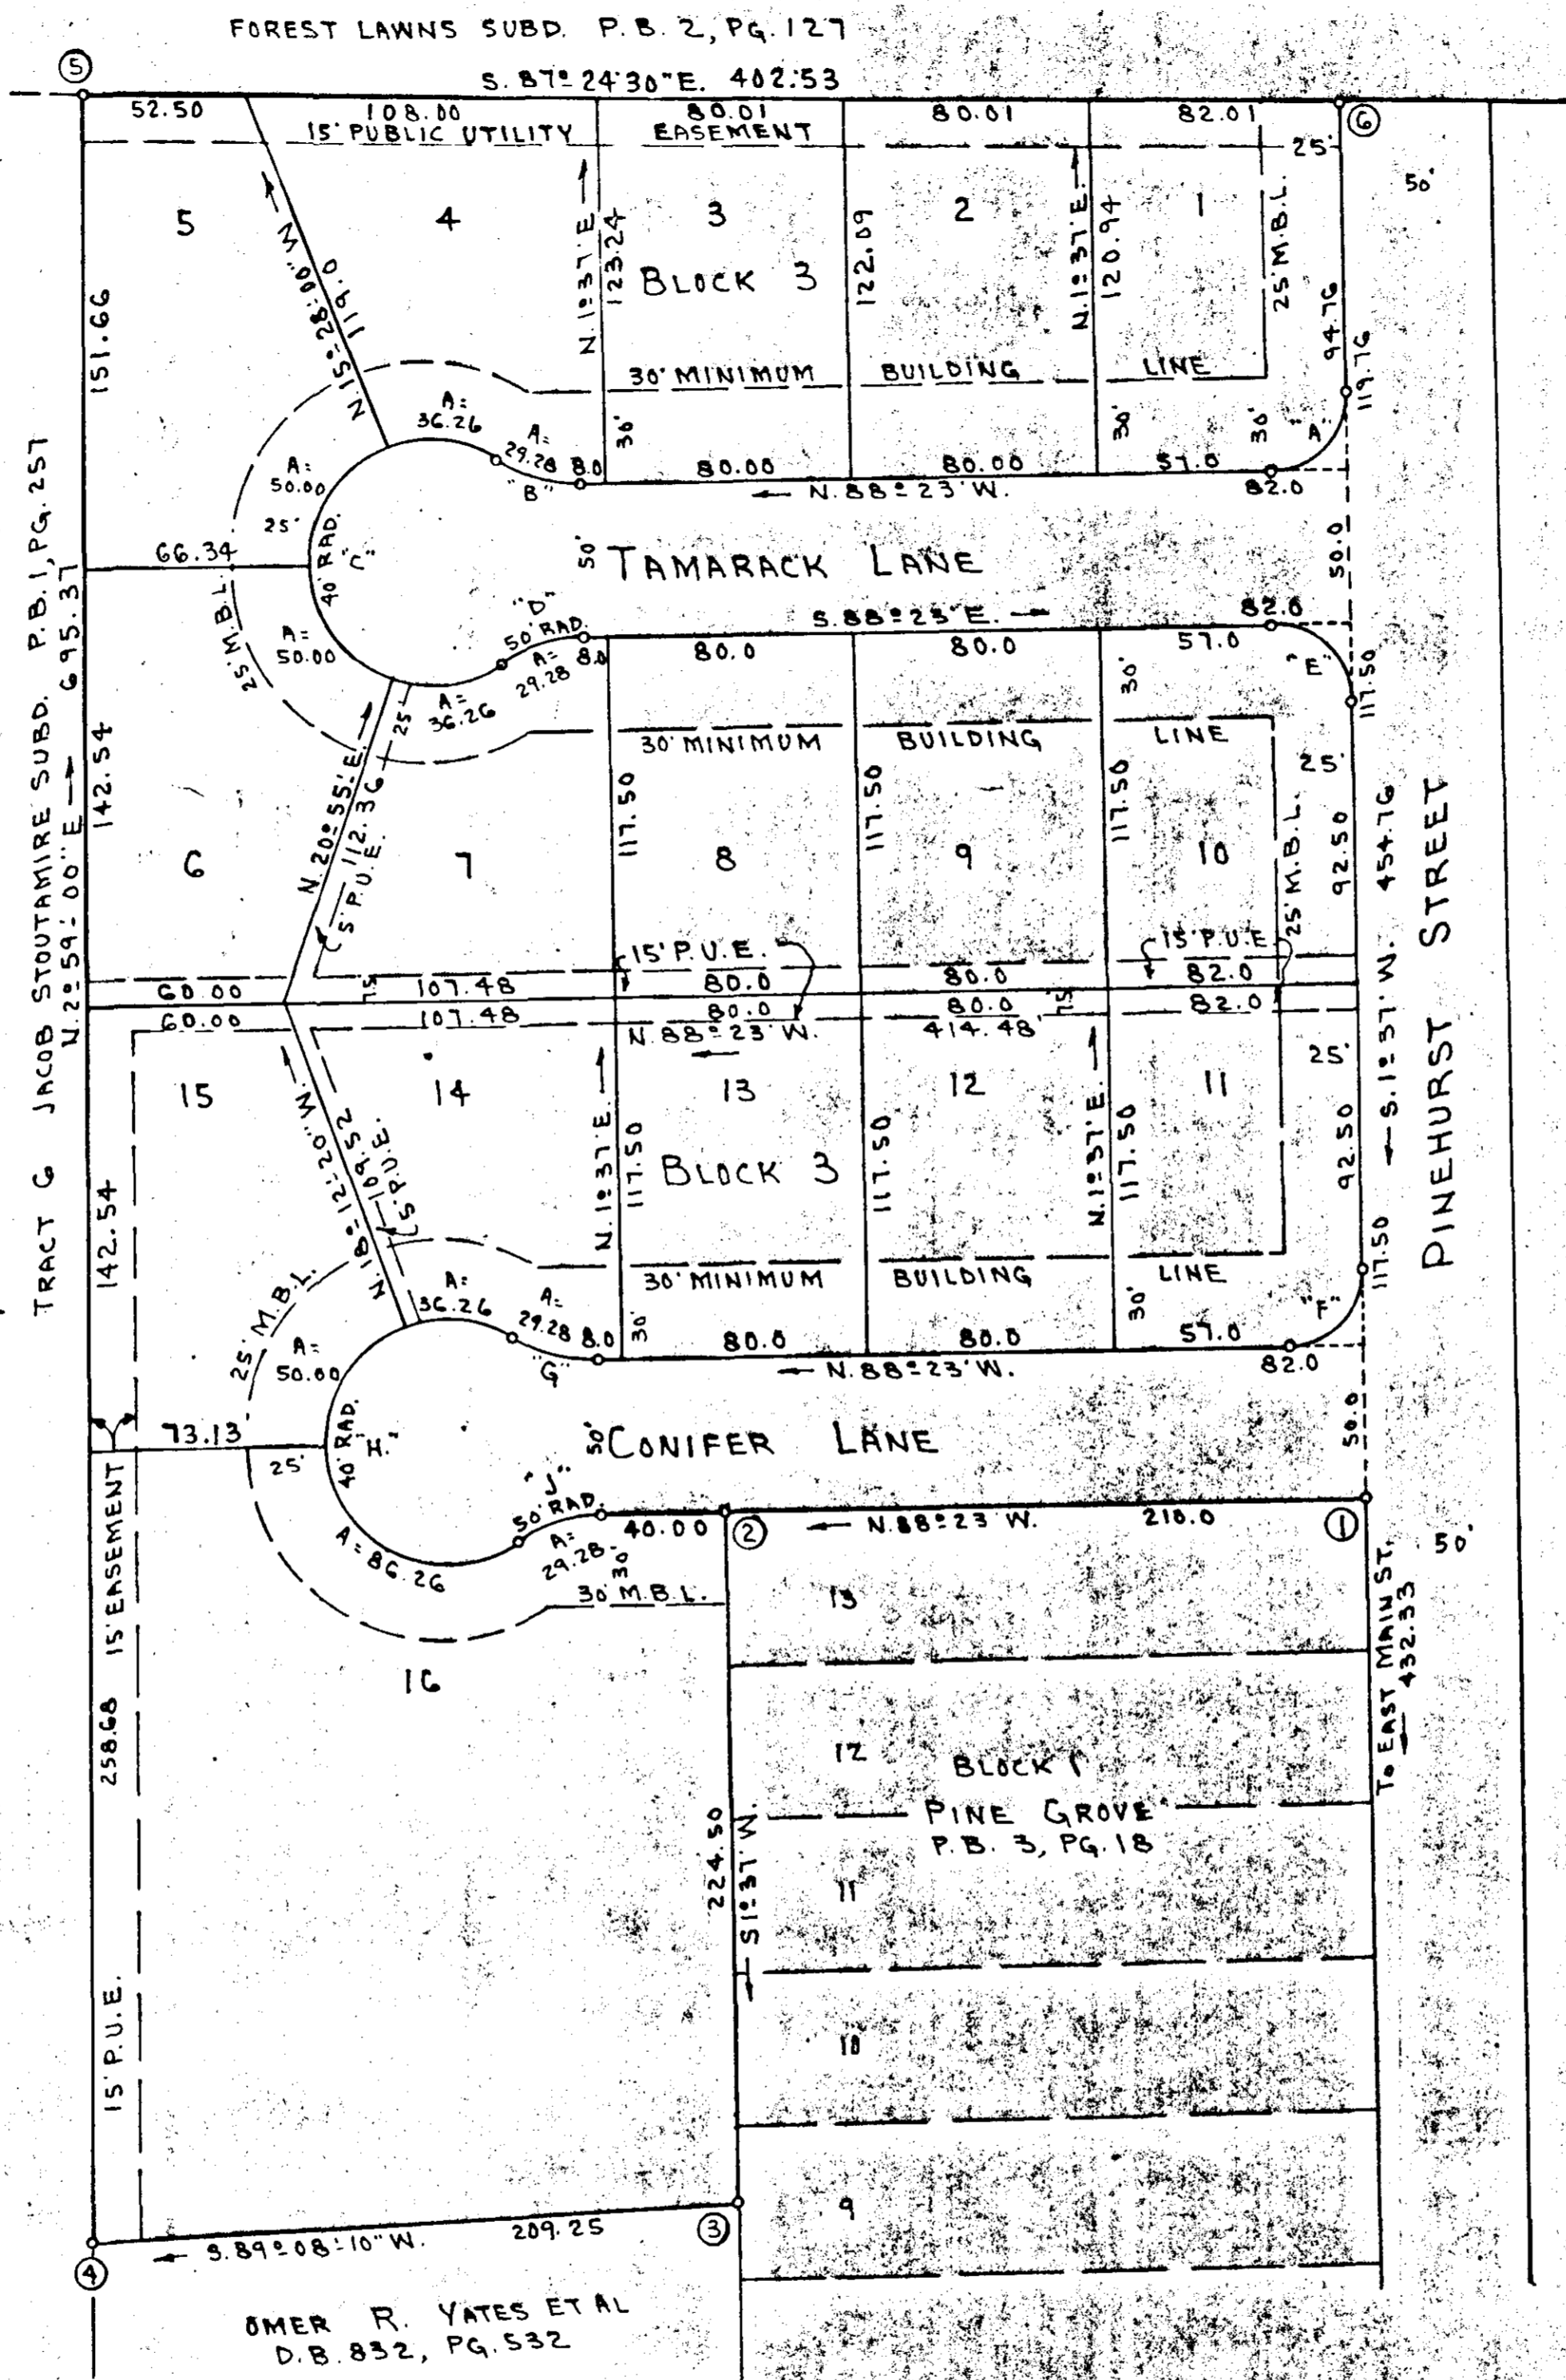 FOREST LAWNS SUBD. P.B. 2, PG. 127
5
S. 87° 24' 30" E. 402.53
52.50
108.00
80.01
80.01
82.01
6
15' PUBLIC UTILITY EASEMENT
25'
50'
5
4
3
2
1
N. 15° 28' 00" W
119.0
N. 1° 37' E
123.24
BLOCK 3
122.09
N. 1° 37' E.
120.94
25' M.B.L.
94.76
119.76
151.66
30' MINIMUM BUILDING LINE
A=
36.26
A=
29.28
8.0
30'
30'
30'
"A"
"B"
80.00
80.00
57.0
82.0
N. 88° 23' W.
A=
50.00
25'
40' RAD.
"C"
66.34
50'
TAMARACK LANE
50.0
25' M.B.L.
A=
50.00
"D"
50' RAD.
S. 88° 23' E.
82.0
A=
29.28
8.0
80.0
80.0
57.0
"E"
117.50
A=
36.26
25'
30'
30' MINIMUM BUILDING LINE
25'
TRACT 6 JACOB STOUTAMIRE SUBD. P.B. 1, PG. 257
N. 2° 59' 00" E 695.37
142.54
N. 20° 55' E.
112.36
5' P.U.E.
117.50
117.50
117.50
25' M.B.L.
92.50
454.76
S. 1° 37' W.
PINEHURST STREET
6
7
8
9
10
15' P.U.E.
15' P.U.E
60.00
7.5
107.48
80.0
80.0
82.0
60.00
107.48
80.0
80.0
7.5
82.0
N. 88° 23' W.
414.48
25'
15
14
13
12
11
N. 18° 12' 20" W.
109.52
5' P.U.E.
N. 1° 37' E.
117.50
BLOCK 3
117.50
N. 1° 37' E.
117.50
92.50
142.54
117.50
25' M.B.L.
30' MINIMUM BUILDING LINE
A=
36.26
A=
29.28
8.0
30'
30'
"F"
"G"
80.0
80.0
57.0
82.0
N. 88° 23' W.
A=
50.00
40' RAD.
"H."
73.13
25'
50'
CONIFER LANE
50.0
"J"
50' RAD.
40.00
2
N. 88° 23' W.
210.0
1
50'
A=
29.28
30
A = 86.26
30' M.B.L.
15' EASEMENT
258.68
15' P.U.E.
16
13
12
BLOCK 1
PINE GROVE
P.B. 3, PG. 18
11
10
9
TO EAST MAIN ST.
432.33
224.50
S 1° 37' W.
S. 89° 08' 10" W.
209.25
3
4
OMER R. YATES ET AL
D.B. 832, PG. 532